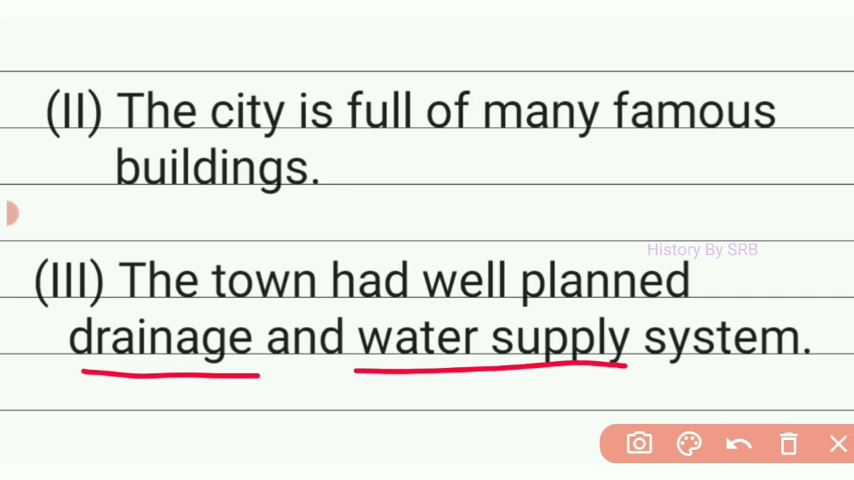 (II) The city is full of many famous
buildings.
History By SRB
(III) The town had well planned
drainage and water supply system.